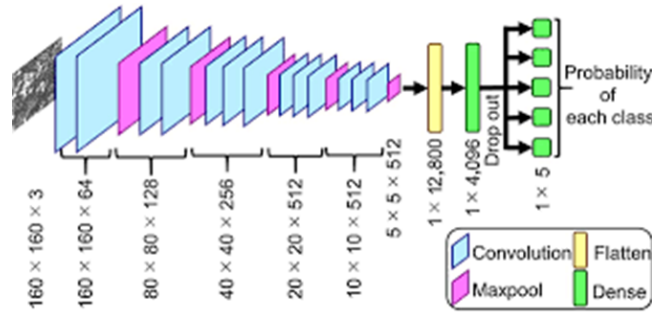 160 × 160 × 3
160 × 160 × 64
80 × 80 × 128
40 × 40 × 256
20 × 20 × 512
10 × 10 × 512
5 × 5 × 512
1 × 12,800
1 × 4,096
Drop out
1 × 5
Probability
of
each class
Convolution
Flatten
Maxpool
Dense